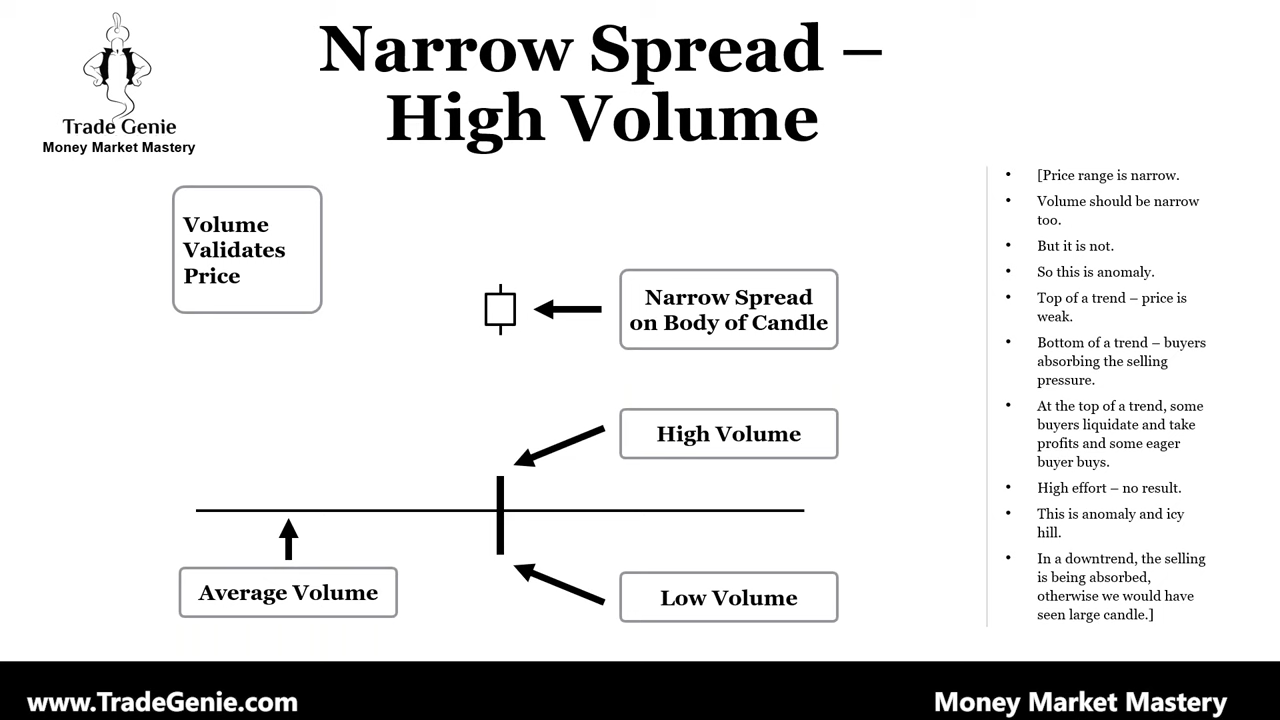 Trade Genie
Money Market Mastery
Narrow Spread –
High Volume
Volume
Validates
Price
Narrow Spread
on Body of Candle
High Volume
Average Volume
Low Volume
• [Price range is narrow.
• Volume should be narrow
too.
• But it is not.
• So this is anomaly.
• Top of a trend – price is
weak.
• Bottom of a trend – buyers
absorbing the selling
pressure.
• At the top of a trend, some
buyers liquidate and take
profits and some eager
buyer buys.
• High effort – no result.
• This is anomaly and icy
hill.
• In a downtrend, the selling
is being absorbed,
otherwise we would have
seen large candle.]
www.TradeGenie.com
Money Market Mastery